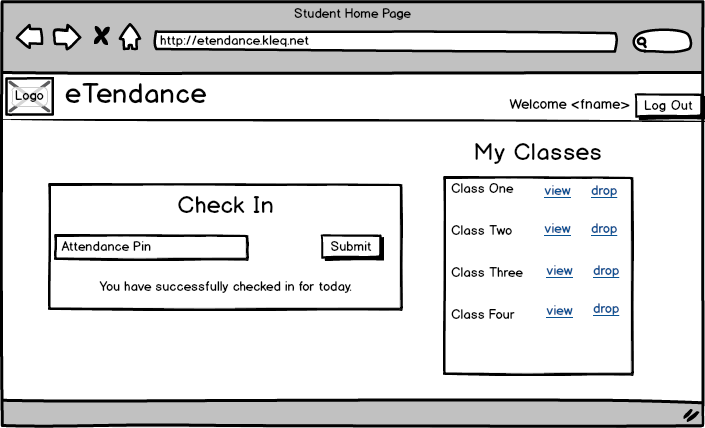 Student Home Page
http://etendance.kleq.net
Logo
eTendance
Welcome <fname>
Log Out
My Classes
Check In
Attendance Pin
Submit
You have successfully checked in for today.
Class One view drop
Class Two view drop
Class Three view drop
Class Four view drop